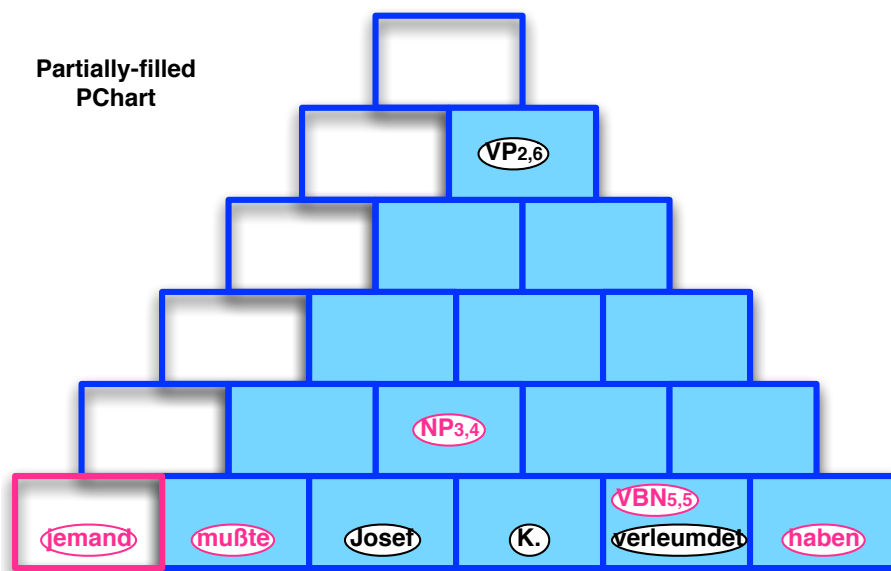 Partially-filled
PChart
VP2,6
NP3,4
VBN5,5
jemand mußte Josef K. verleumdet haben